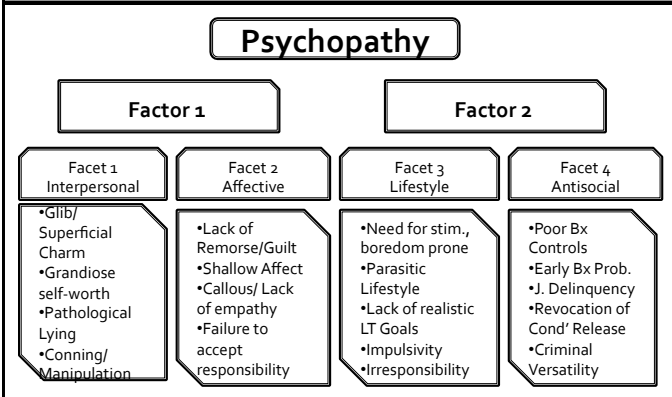 Psychopathy
Factor 1
Factor 2
Facet 1
Interpersonal
Facet 2
Affective
Facet 3
Lifestyle
Facet 4
Antisocial
•Glib/
Superficial
Charm
•Grandiose
self-worth
•Pathological
Lying
•Conning/
Manipulation
•Lack of
Remorse/Guilt
•Shallow Affect
•Callous/ Lack
of empathy
•Failure to
accept
responsibility
•Need for stim.,
boredom prone
•Parasitic
Lifestyle
•Lack of realistic
LT Goals
•Impulsivity
•Irresponsibility
•Poor Bx
Controls
•Early Bx Prob.
•J. Delinquency
•Revocation of
Cond’ Release
•Criminal
Versatility